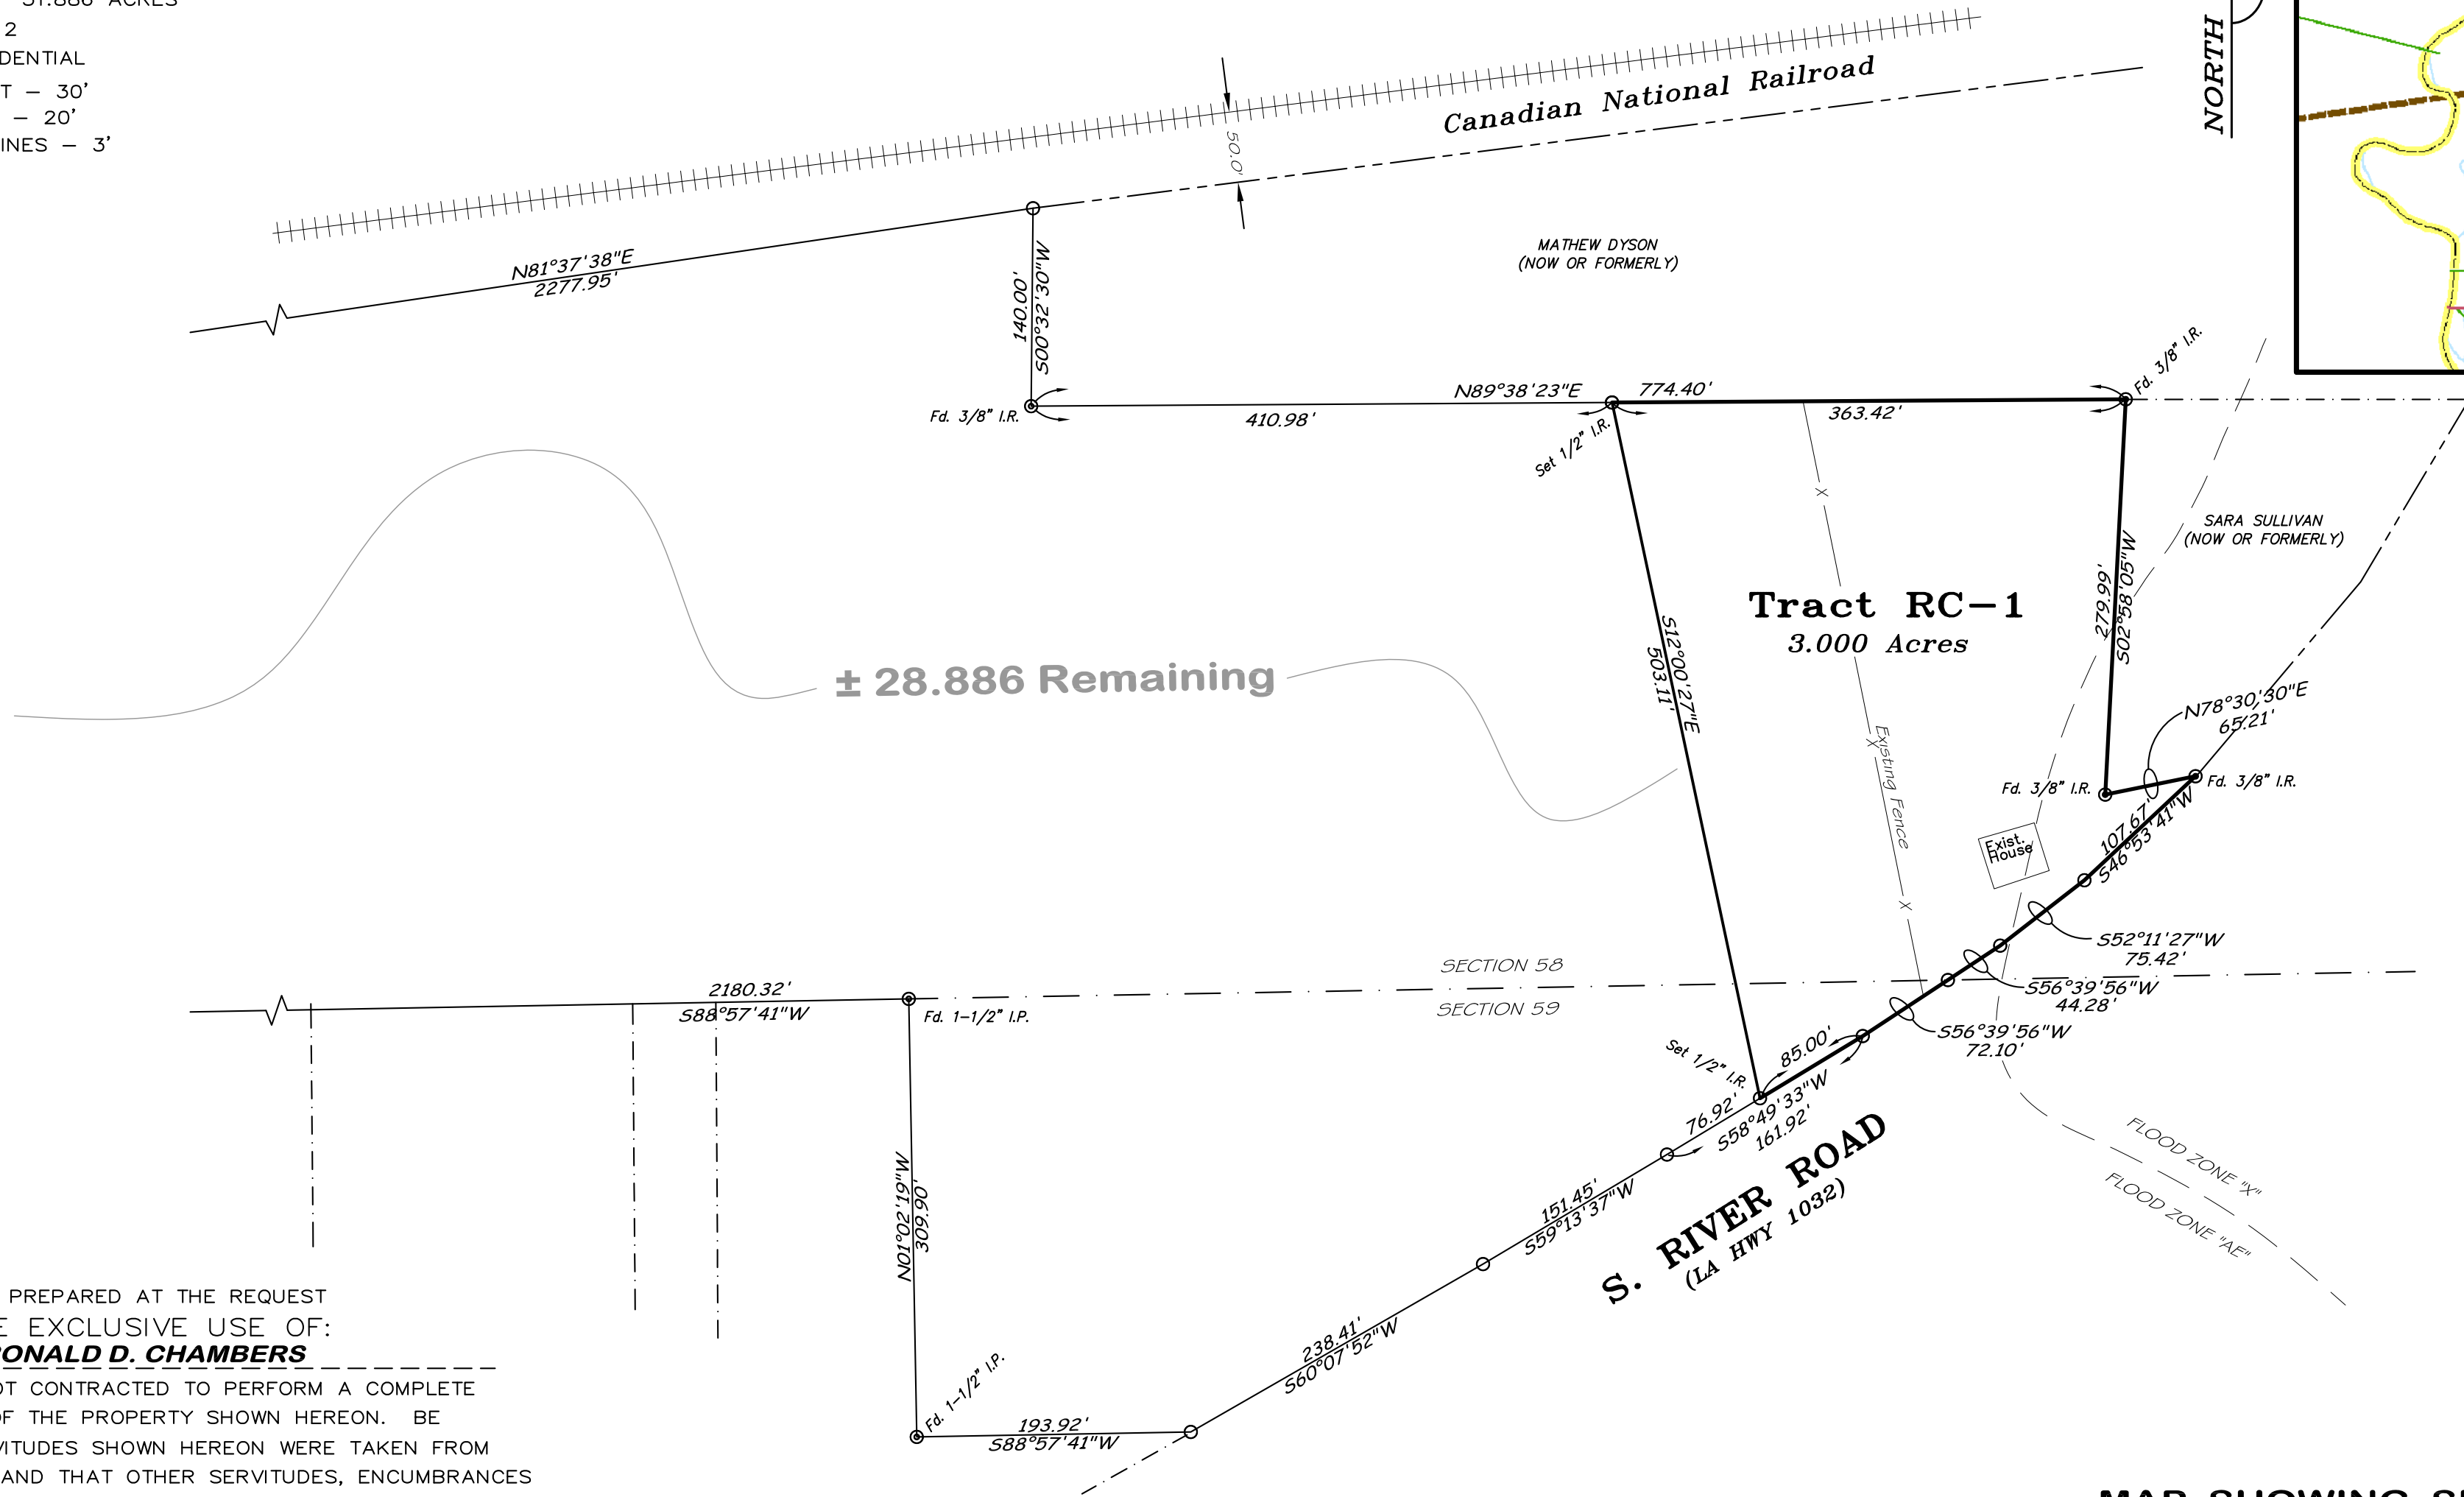 51.886 ACRES
2
DENTIAL
T – 30'
– 20'
INES – 3'
Canadian National Railroad
50.0'
NORTH
N81°37'38"E
2277.95'
140.00'
S00°32'30"W
MATHEW DYSON
(NOW OR FORMERLY)
Fd. 3/8" I.R.
N89°38'23"E
774.40'
410.98'
363.42'
Set 1/2" I.R.
Fd. 3/8" I.R.
SARA SULLIVAN
(NOW OR FORMERLY)
279.99'
S02°58'05"W
Tract RC–1
3.000 Acres
S12°00'27"E
503.11'
± 28.886 Remaining
X
X
Existing Fence
X
N78°30'30"E
65.21'
Fd. 3/8" I.R.
Fd. 3/8" I.R.
107.67'
S46°53'41"W
Exist.
House
S52°11'27"W
75.42'
S56°39'56"W
44.28'
S56°39'56"W
72.10'
SECTION 58
SECTION 59
2180.32'
S88°57'41"W
Fd. 1–1/2" I.P.
Set 1/2" I.R.
85.00'
76.92'
S58°49'33"W
161.92'
151.45'
S59°13'37"W
S. RIVER ROAD
(LA HWY 1032)
238.41'
S60°07'52"W
FLOOD ZONE "X"
FLOOD ZONE "AE"
N01°02'19"W
309.90'
Fd. 1–1/2" I.P.
193.92'
S88°57'41"W
PREPARED AT THE REQUEST
E EXCLUSIVE USE OF:
RONALD D. CHAMBERS
OT CONTRACTED TO PERFORM A COMPLETE
OF THE PROPERTY SHOWN HEREON. BE
VITUDES SHOWN HEREON WERE TAKEN FROM
AND THAT OTHER SERVITUDES, ENCUMBRANCES
MAP SHOWING